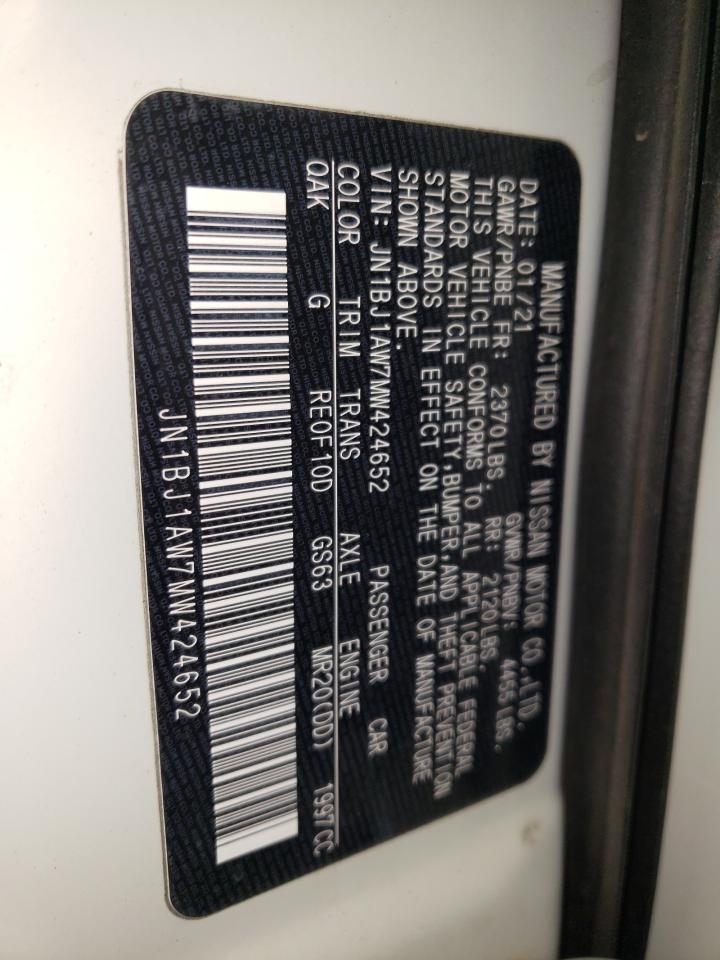 MANUFACTURED BY NISSAN MOTOR CO.,LTD.
DATE: 01/21 GVWR/PNBV: 4455 LBS.
GAWR/PNBE FR: 2370LBS. RR: 2120LBS.
THIS VEHICLE CONFORMS TO ALL APPLICABLE FEDERAL
MOTOR VEHICLE SAFETY,BUMPER,AND THEFT PREVENTION
STANDARDS IN EFFECT ON THE DATE OF MANUFACTURE
SHOWN ABOVE.
VIN: JN1BJ1AW7MW424652 PASSENGER CAR
COLOR TRIM TRANS AXLE ENGINE
QAK G RE0F10D GS63 MR20(DD) 1997CC
JN1BJ1AW7MW424652